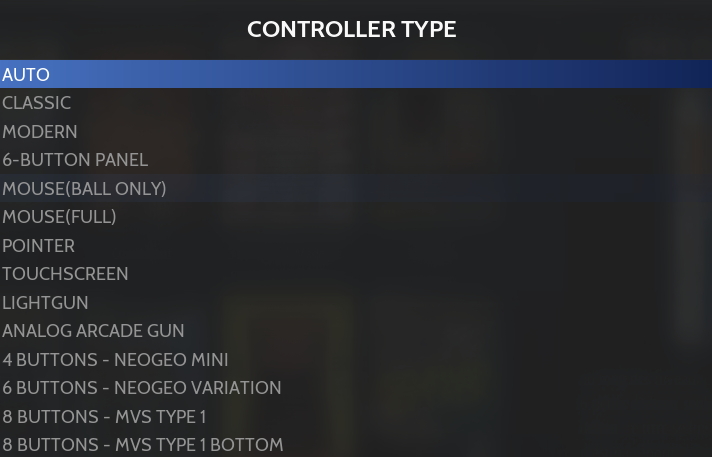 CONTROLLER TYPE
AUTO
CLASSIC
MODERN
6-BUTTON PANEL
MOUSE(BALL ONLY)
MOUSE(FULL)
POINTER
TOUCHSCREEN
LIGHTGUN
ANALOG ARCADE GUN
4 BUTTONS - NEOGEO MINI
6 BUTTONS - NEOGEO VARIATION
8 BUTTONS - MVS TYPE 1
8 BUTTONS - MVS TYPE 1 BOTTOM